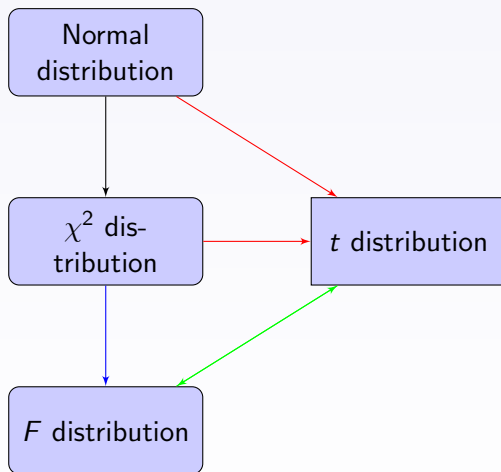 Normal
distribution
χ² dis-
tribution
t distribution
F distribution